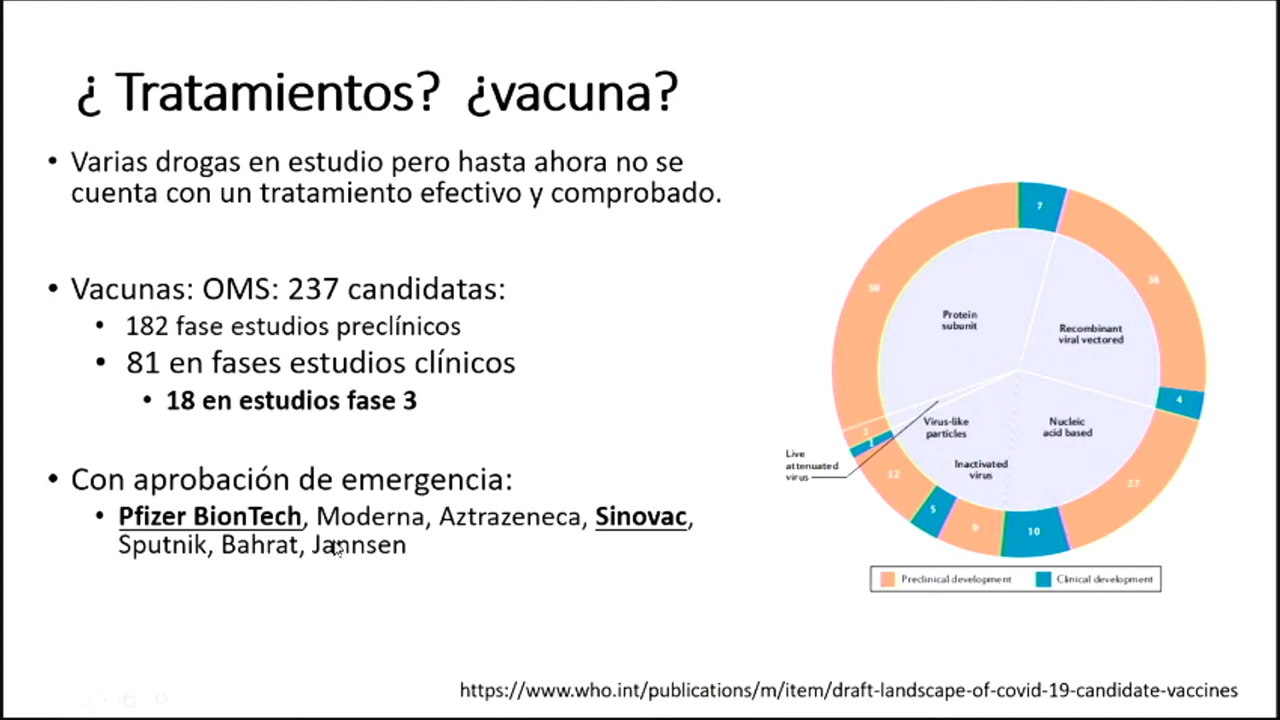 ¿ Tratamientos? ¿vacuna?
• Varias drogas en estudio pero hasta ahora no se
cuenta con un tratamiento efectivo y comprobado.
• Vacunas: OMS: 237 candidatas:
• 182 fase estudios preclínicos
• 81 en fases estudios clínicos
• 18 en estudios fase 3
• Con aprobación de emergencia:
• Pfizer BionTech, Moderna, Aztrazeneca, Sinovac,
Sputnik, Bahrat, Jannsen
7
36
4
27
10
9
5
12
50
Protein
subunit
Recombinant
viral vectored
Virus-like
particles
Nucleic
acid based
Inactivated
virus
Live
attenuated
virus
Preclinical development
Clinical development
https://www.who.int/publications/m/item/draft-landscape-of-covid-19-candidate-vaccines